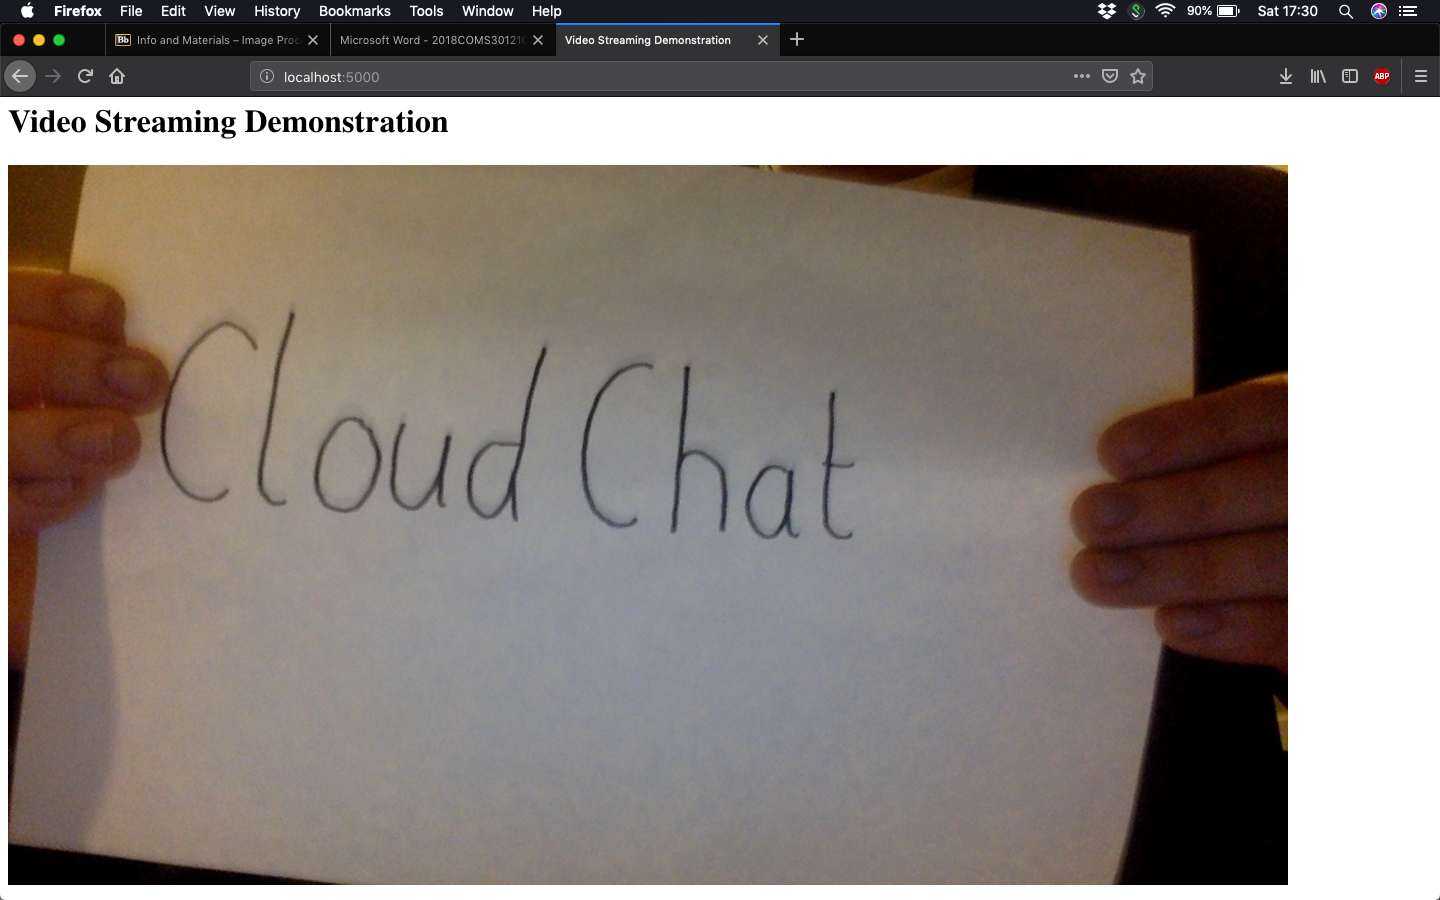 Firefox File Edit View History Bookmarks Tools Window Help 90% Sat 17:30
Bb Info and Materials – Image Proc Microsoft Word - 2018COMS30121 Video Streaming Demonstration
localhost:5000 ABP
Video Streaming Demonstration
Cloud Chat